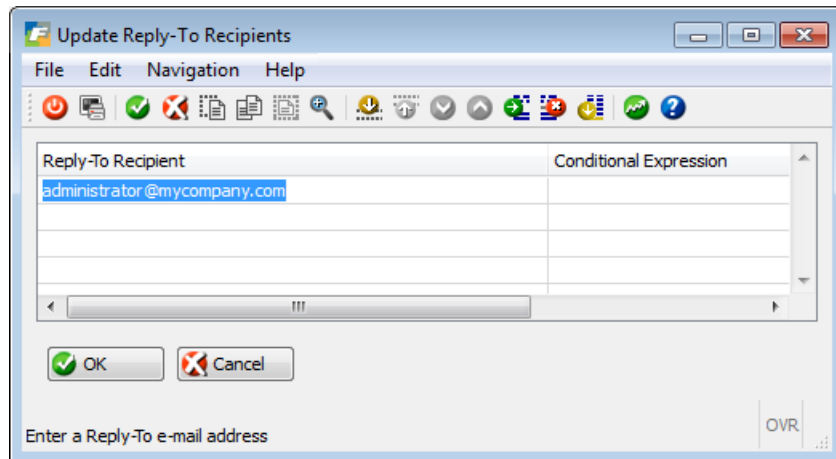 Update Reply-To Recipients
File Edit Navigation Help
Reply-To Recipient Conditional Expression
administrator@mycompany.com
OK Cancel
Enter a Reply-To e-mail address OVR